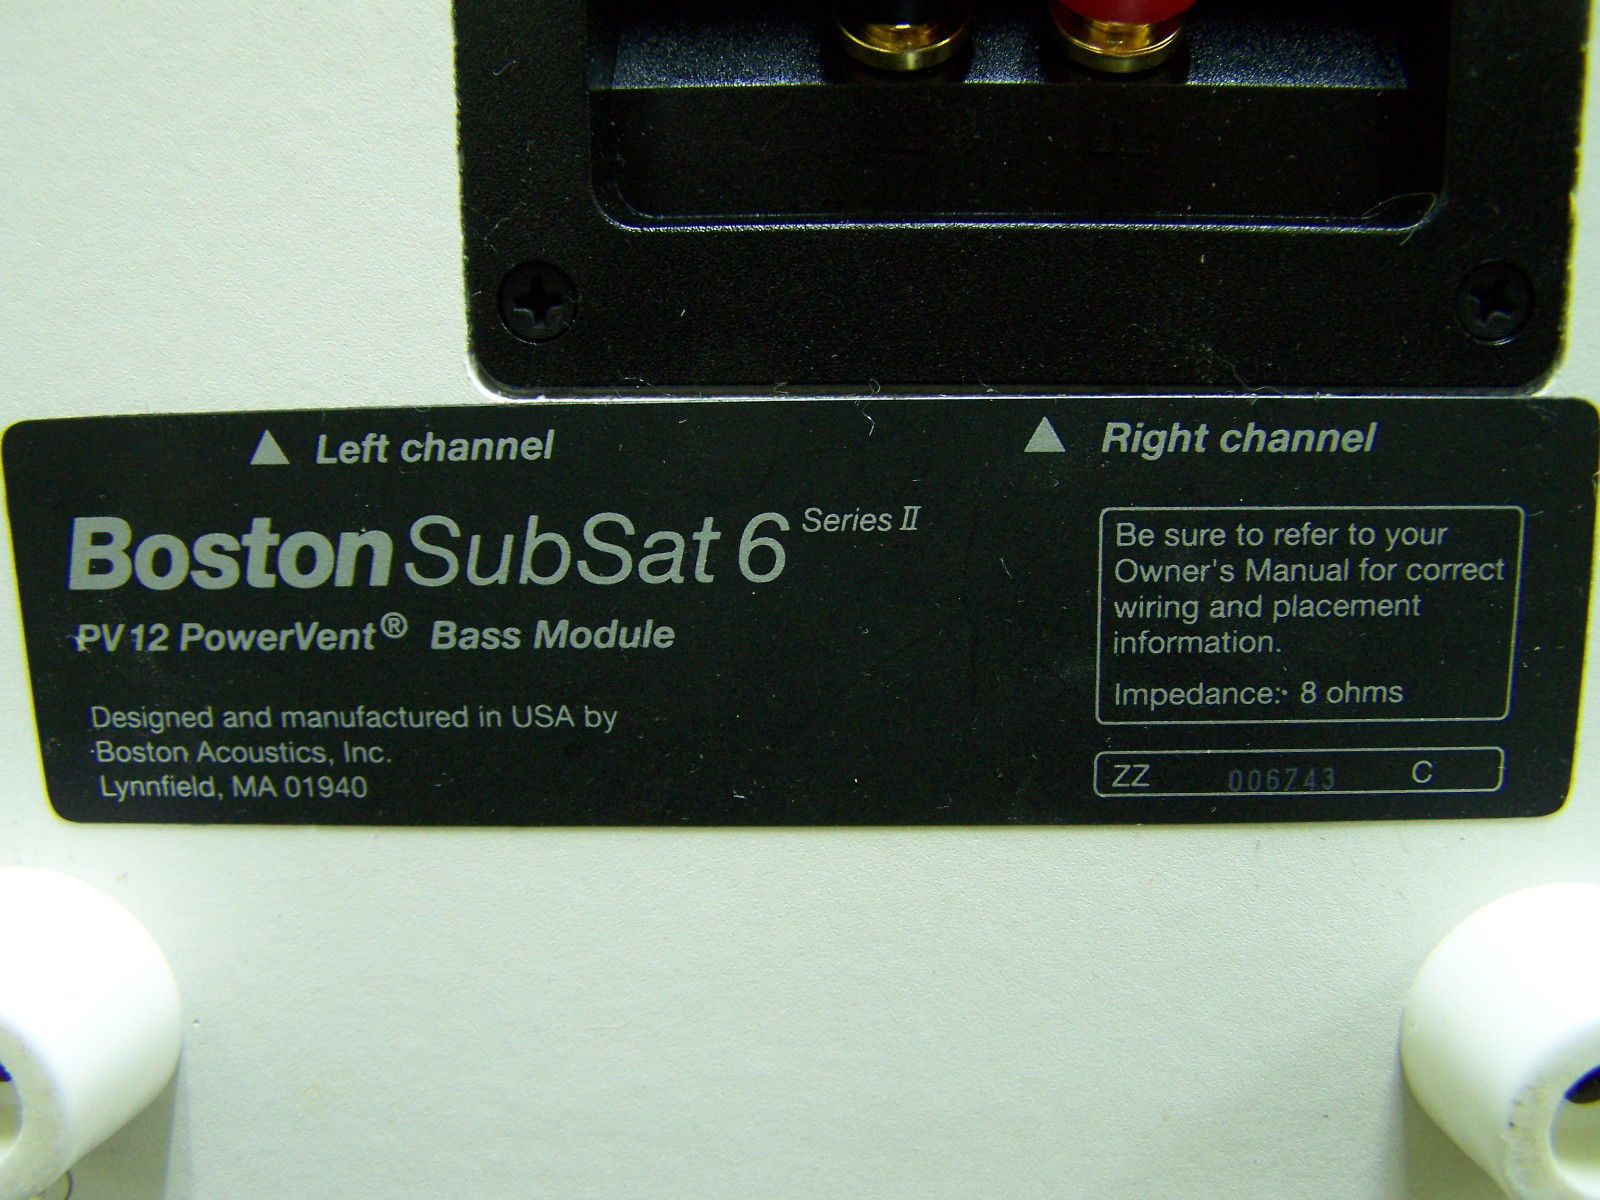 ▲ Left channel
▲ Right channel
Boston SubSat 6 Series II
PV12 PowerVent® Bass Module
Designed and manufactured in USA by
Boston Acoustics, Inc.
Lynnfield, MA 01940
Be sure to refer to your
Owner's Manual for correct
wiring and placement
information.
Impedance: 8 ohms
ZZ 006743 C